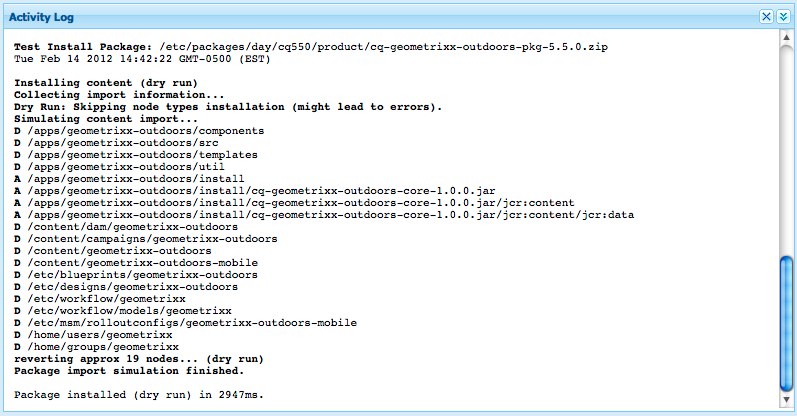 Activity Log
Test Install Package: /etc/packages/day/cq550/product/cq-geometrixx-outdoors-pkg-5.5.0.zip
Tue Feb 14 2012 14:42:22 GMT-0500 (EST)
Installing content (dry run)
Collecting import information...
Dry Run: Skipping node types installation (might lead to errors).
Simulating content import...
D /apps/geometrixx-outdoors/components
D /apps/geometrixx-outdoors/src
D /apps/geometrixx-outdoors/templates
D /apps/geometrixx-outdoors/util
A /apps/geometrixx-outdoors/install
A /apps/geometrixx-outdoors/install/cq-geometrixx-outdoors-core-1.0.0.jar
A /apps/geometrixx-outdoors/install/cq-geometrixx-outdoors-core-1.0.0.jar/jcr:content
A /apps/geometrixx-outdoors/install/cq-geometrixx-outdoors-core-1.0.0.jar/jcr:content/jcr:data
D /content/dam/geometrixx-outdoors
D /content/campaigns/geometrixx-outdoors
D /content/geometrixx-outdoors
D /content/geometrixx-outdoors-mobile
D /etc/blueprints/geometrixx-outdoors
D /etc/designs/geometrixx-outdoors
D /etc/workflow/geometrixx
D /etc/workflow/models/geometrixx
D /etc/msm/rolloutconfigs/geometrixx-outdoors-mobile
D /home/users/geometrixx
D /home/groups/geometrixx
reverting approx 19 nodes... (dry run)
Package import simulation finished.
Package installed (dry run) in 2947ms.